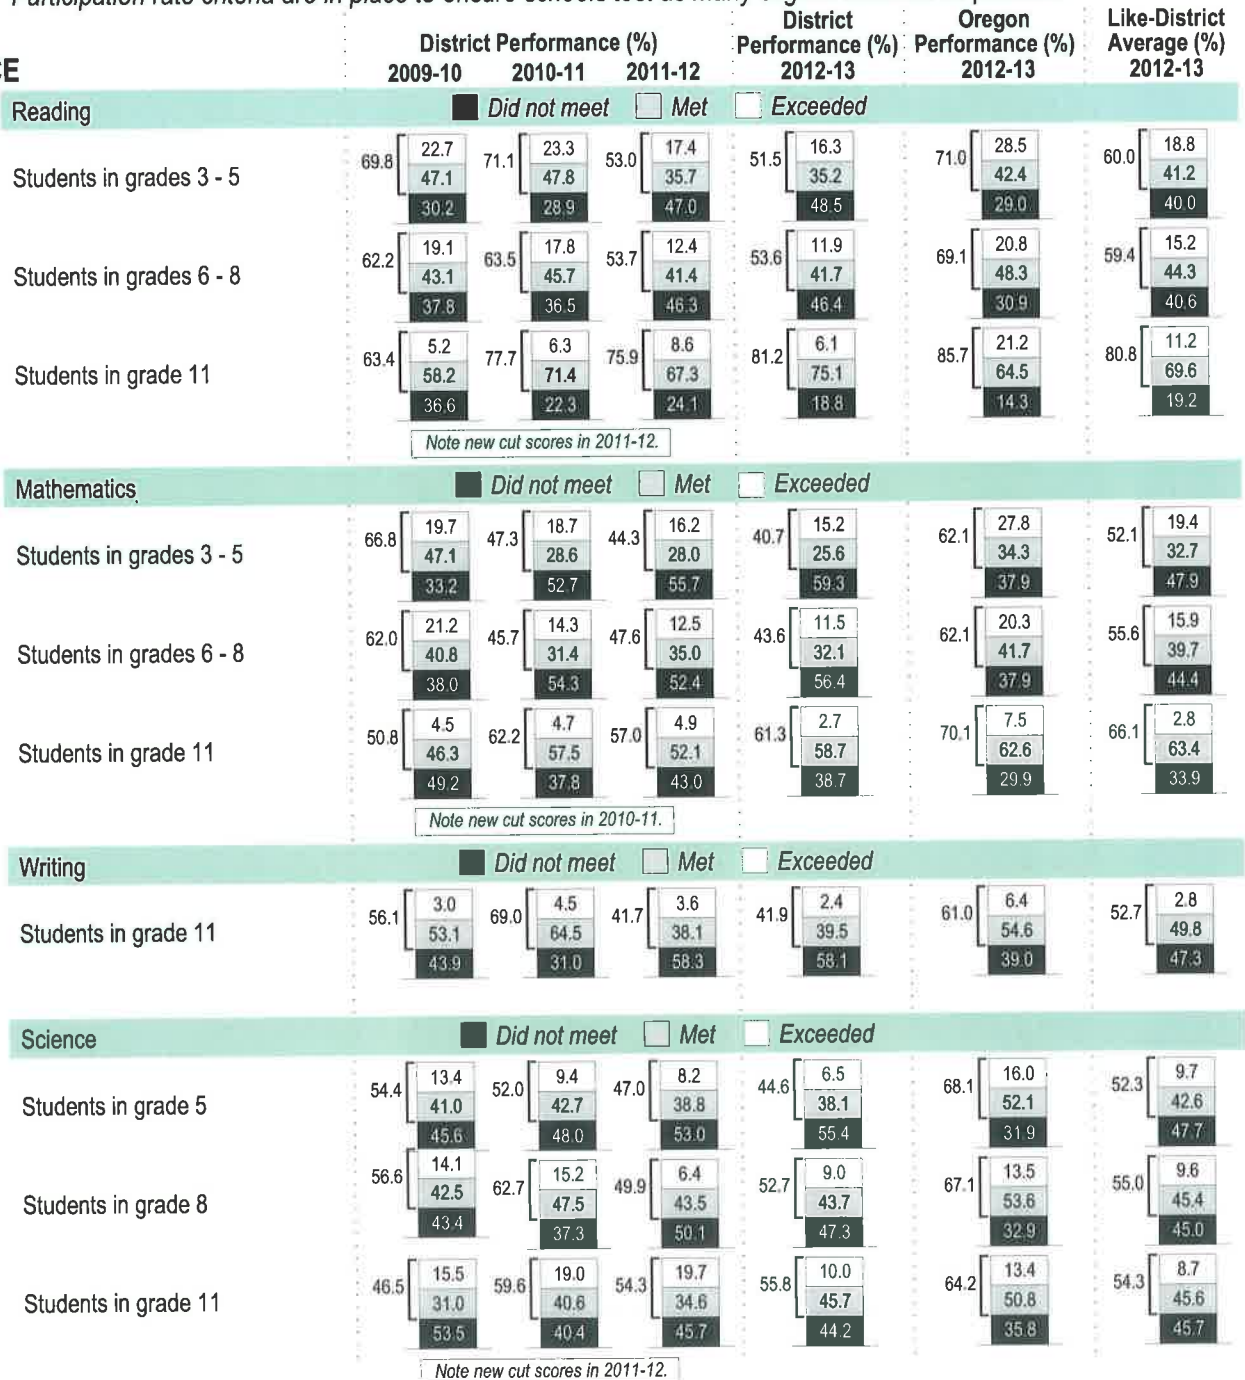 Participation rate criteria are in place to ensure schools test
District Performance (%)
2009-10 2010-11 2011-12
District Performance (%) 2012-13
Oregon Performance (%) 2012-13
Like-District Average (%) 2012-13
CE
Reading Did not meet Met Exceeded
22.7 23.3 17.4 16.3 28.5 18.8
69.8 71.1 53.0 51.5 71.0 60.0
Students in grades 3 - 5 47.1 47.8 35.7 35.2 42.4 41.2
30.2 28.9 47.0 48.5 29.0 40.0
19.1 17.8 12.4 11.9 20.8 15.2
62.2 63.5 53.7 53.6 69.1 59.4
Students in grades 6 - 8 43.1 45.7 41.4 41.7 48.3 44.3
37.8 36.5 46.3 46.4 30.9 40.6
5.2 6.3 8.6 6.1 21.2 11.2
63.4 77.7 75.9 81.2 85.7 80.8
Students in grade 11 58.2 71.4 67.3 75.1 64.5 69.6
36.6 22.3 24.1 18.8 14.3 19.2
Note new cut scores in 2011-12.
Mathematics Did not meet Met Exceeded
19.7 18.7 16.2 15.2 27.8 19.4
66.8 47.3 44.3 40.7 62.1 52.1
Students in grades 3 - 5 47.1 28.6 28.0 25.6 34.3 32.7
33.2 52.7 55.7 59.3 37.9 47.9
21.2 14.3 12.5 11.5 20.3 15.9
62.0 45.7 47.6 43.6 62.1 55.6
Students in grades 6 - 8 40.8 31.4 35.0 32.1 41.7 39.7
38.0 54.3 52.4 56.4 37.9 44.4
4.5 4.7 4.9 2.7 7.5 2.8
50.8 62.2 57.0 61.3 70.1 66.1
Students in grade 11 46.3 57.5 52.1 58.7 62.6 63.4
49.2 37.8 43.0 38.7 29.9 33.9
Note new cut scores in 2010-11.
Writing Did not meet Met Exceeded
3.0 4.5 3.6 2.4 6.4 2.8
56.1 69.0 41.7 41.9 61.0 52.7
Students in grade 11 53.1 64.5 38.1 39.5 54.6 49.8
43.9 31.0 58.3 58.1 39.0 47.3
Science Did not meet Met Exceeded
13.4 9.4 8.2 6.5 16.0 9.7
54.4 52.0 47.0 44.6 68.1 52.3
Students in grade 5 41.0 42.7 38.8 38.1 52.1 42.6
45.6 48.0 53.0 55.4 31.9 47.7
14.1 15.2 6.4 9.0 13.5 9.6
56.6 62.7 49.9 52.7 67.1 55.0
Students in grade 8 42.5 47.5 43.5 43.7 53.6 45.4
43.4 37.3 50.1 47.3 32.9 45.0
15.5 19.0 19.7 10.0 13.4 8.7
46.5 59.6 54.3 55.8 64.2 54.3
Students in grade 11 31.0 40.6 34.6 45.7 50.8 45.6
53.5 40.4 45.7 44.2 35.8 45.7
Note new cut scores in 2011-12.